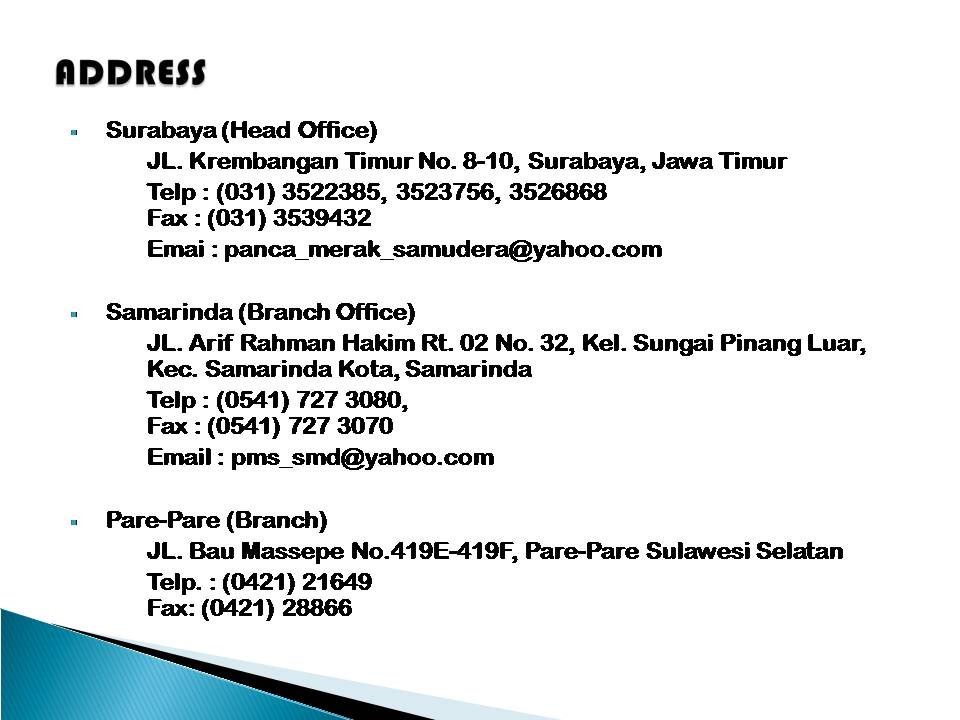 ADDRESS
Surabaya (Head Office)
JL. Krembangan Timur No. 8-10, Surabaya, Jawa Timur
Telp : (031) 3522385, 3523756, 3526868
Fax : (031) 3539432
Emai : panca_merak_samudera@yahoo.com
Samarinda (Branch Office)
JL. Arif Rahman Hakim Rt. 02 No. 32, Kel. Sungai Pinang Luar,
Kec. Samarinda Kota, Samarinda
Telp : (0541) 727 3080,
Fax : (0541) 727 3070
Email : pms_smd@yahoo.com
Pare-Pare (Branch)
JL. Bau Massepe No.419E-419F, Pare-Pare Sulawesi Selatan
Telp. : (0421) 21649
Fax: (0421) 28866